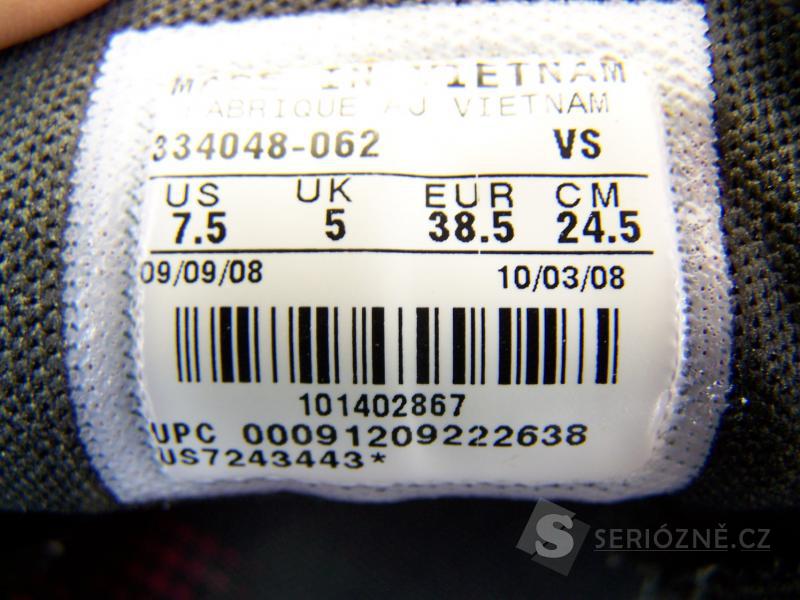 MADE IN VIETNAM
FABRIQUE AU VIETNAM
334048-062 VS
US UK EUR CM
7.5 5 38.5 24.5
09/09/08 10/03/08
101402867
UPC 00091209222638
US7243443*
S SERIÓZNĚ.CZ